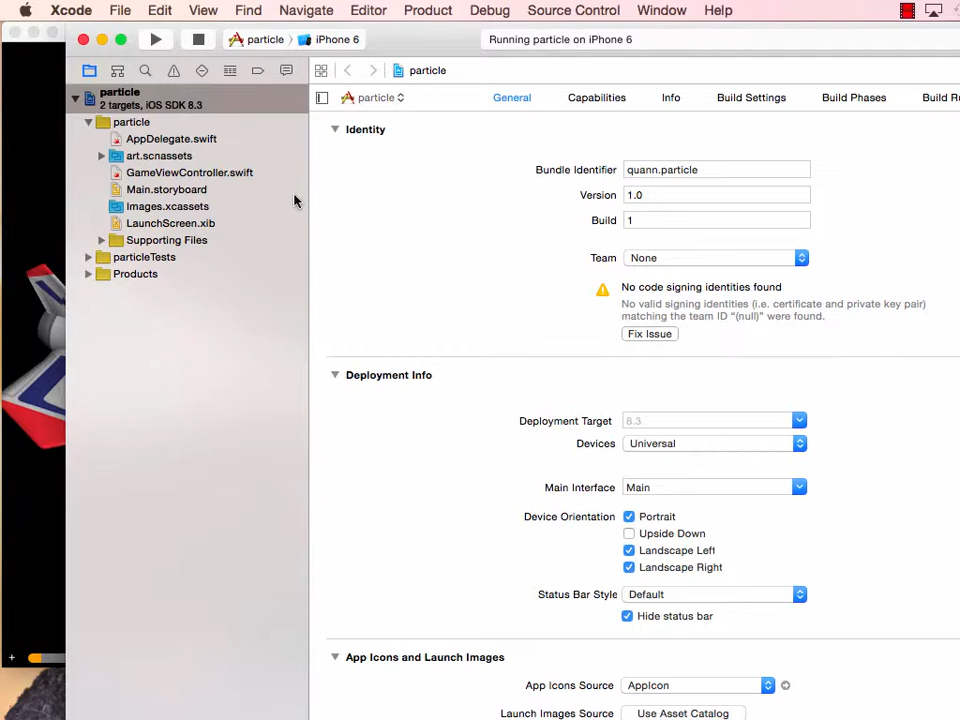 Xcode File Edit View Find Navigate Editor Product Debug Source Control Window Help
particle iPhone 6
Running particle on iPhone 6
particle
2 targets, iOS SDK 8.3
particle
AppDelegate.swift
art.scnassets
GameViewController.swift
Main.storyboard
Images.xcassets
LaunchScreen.xib
Supporting Files
particleTests
Products
particle
particle
General Capabilities Info Build Settings Build Phases Build Ru
Identity
Bundle Identifier quann.particle
Version 1.0
Build 1
Team None
No code signing identities found
No valid signing identities (i.e. certificate and private key pair)
matching the team ID “(null)” were found.
Fix Issue
Deployment Info
Deployment Target 8.3
Devices Universal
Main Interface Main
Device Orientation Portrait
Upside Down
Landscape Left
Landscape Right
Status Bar Style Default
Hide status bar
App Icons and Launch Images
App Icons Source AppIcon
Launch Images Source Use Asset Catalog